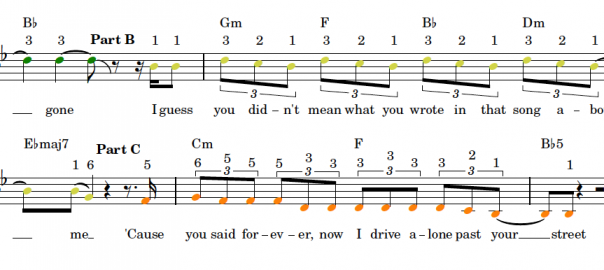 B♭ Gm F B♭ Dm
3 3 Part B 1 1 3 2 1 3 2 1 3 2 1 3 2 1
3 3 3 3
gone I guess you did-n't mean what you wrote in that song a-bo
E♭maj7 Part C Cm F B♭5
1 6 5 6 5 5 5 3 3 3 3 3 3 2 1 1
3 3 3 3
me_ 'Cause you said for-ev-er, now I drive a-lone past your street